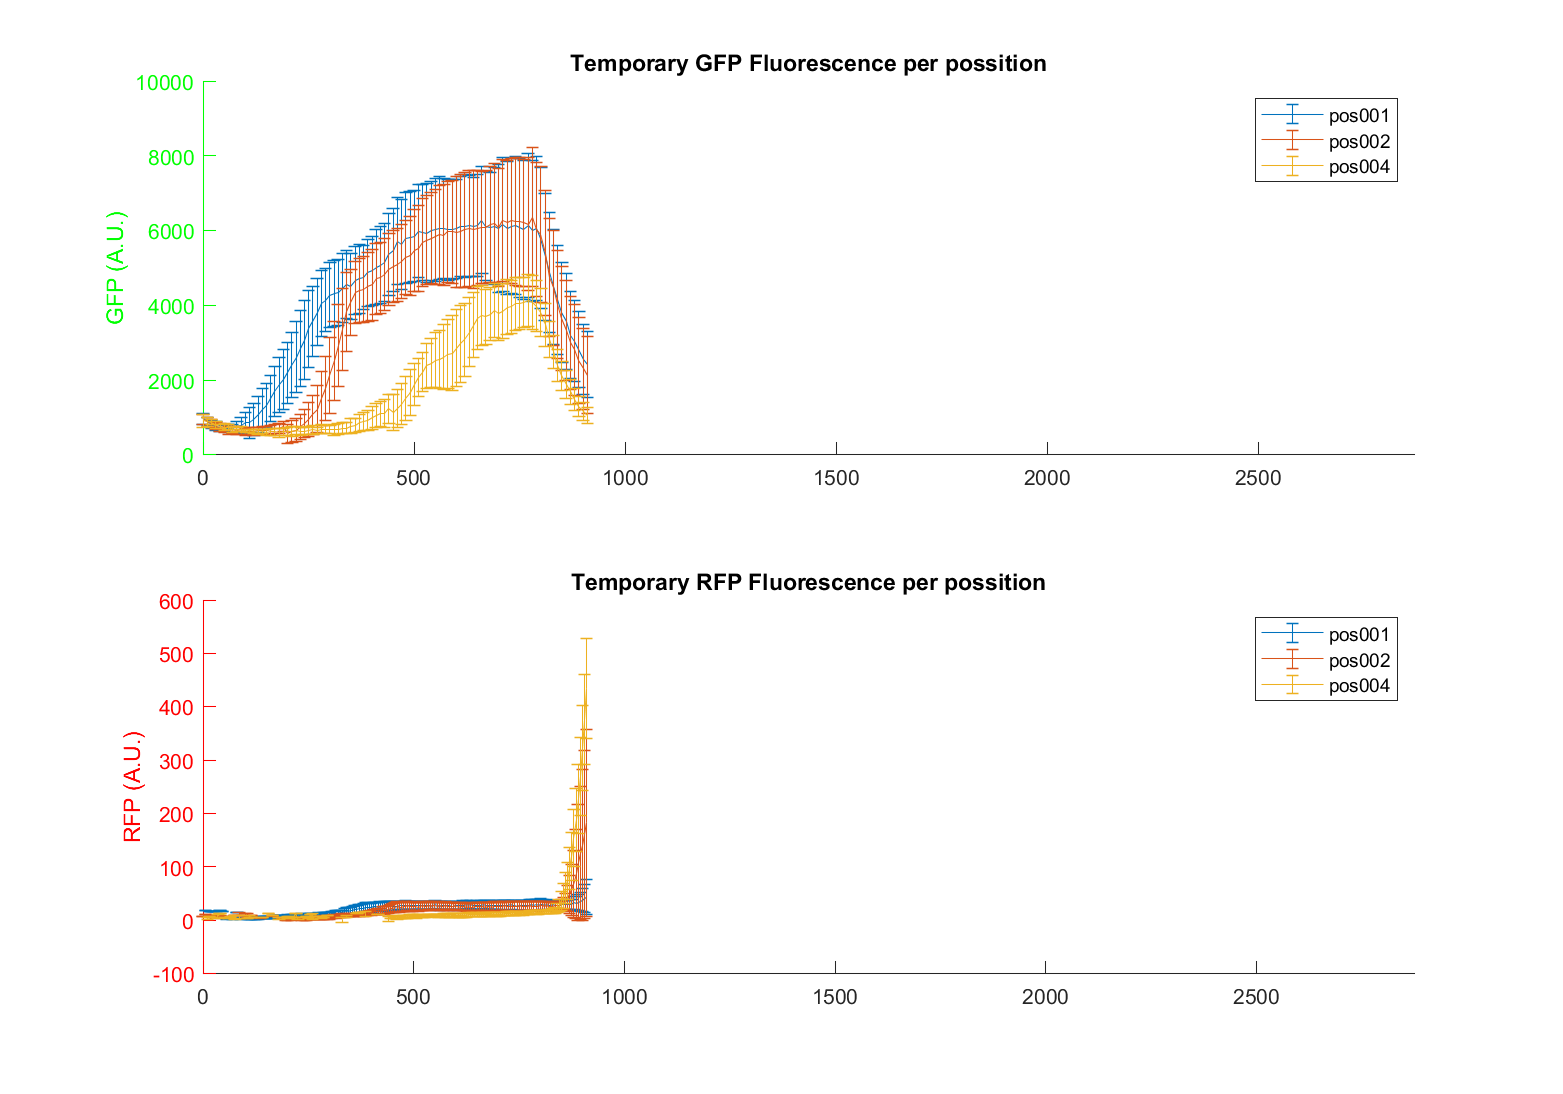 Temporary GFP Fluorescence per possition
10000
8000
6000
4000
2000
0
GFP (A.U.)
pos001
pos002
pos004
0 500 1000 1500 2000 2500
Temporary RFP Fluorescence per possition
600
500
400
300
200
100
0
-100
RFP (A.U.)
pos001
pos002
pos004
0 500 1000 1500 2000 2500